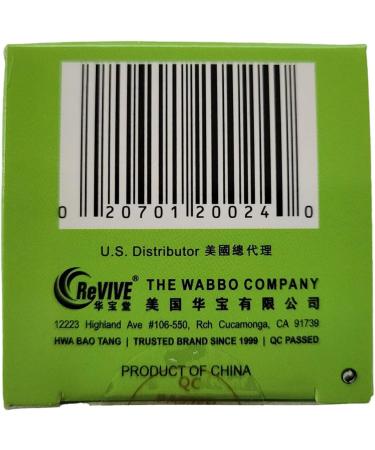 0 20701 20024 0
U.S. Distributor 美國總代理
ReVIVE® THE WABBO COMPANY
华宝堂 美国华宝有限公司
12223 Highland Ave #106-550, Rch Cucamonga, CA 91739
HWA BAO TANG | TRUSTED BRAND SINCE 1999 | QC PASSED
PRODUCT OF CHINA
QC